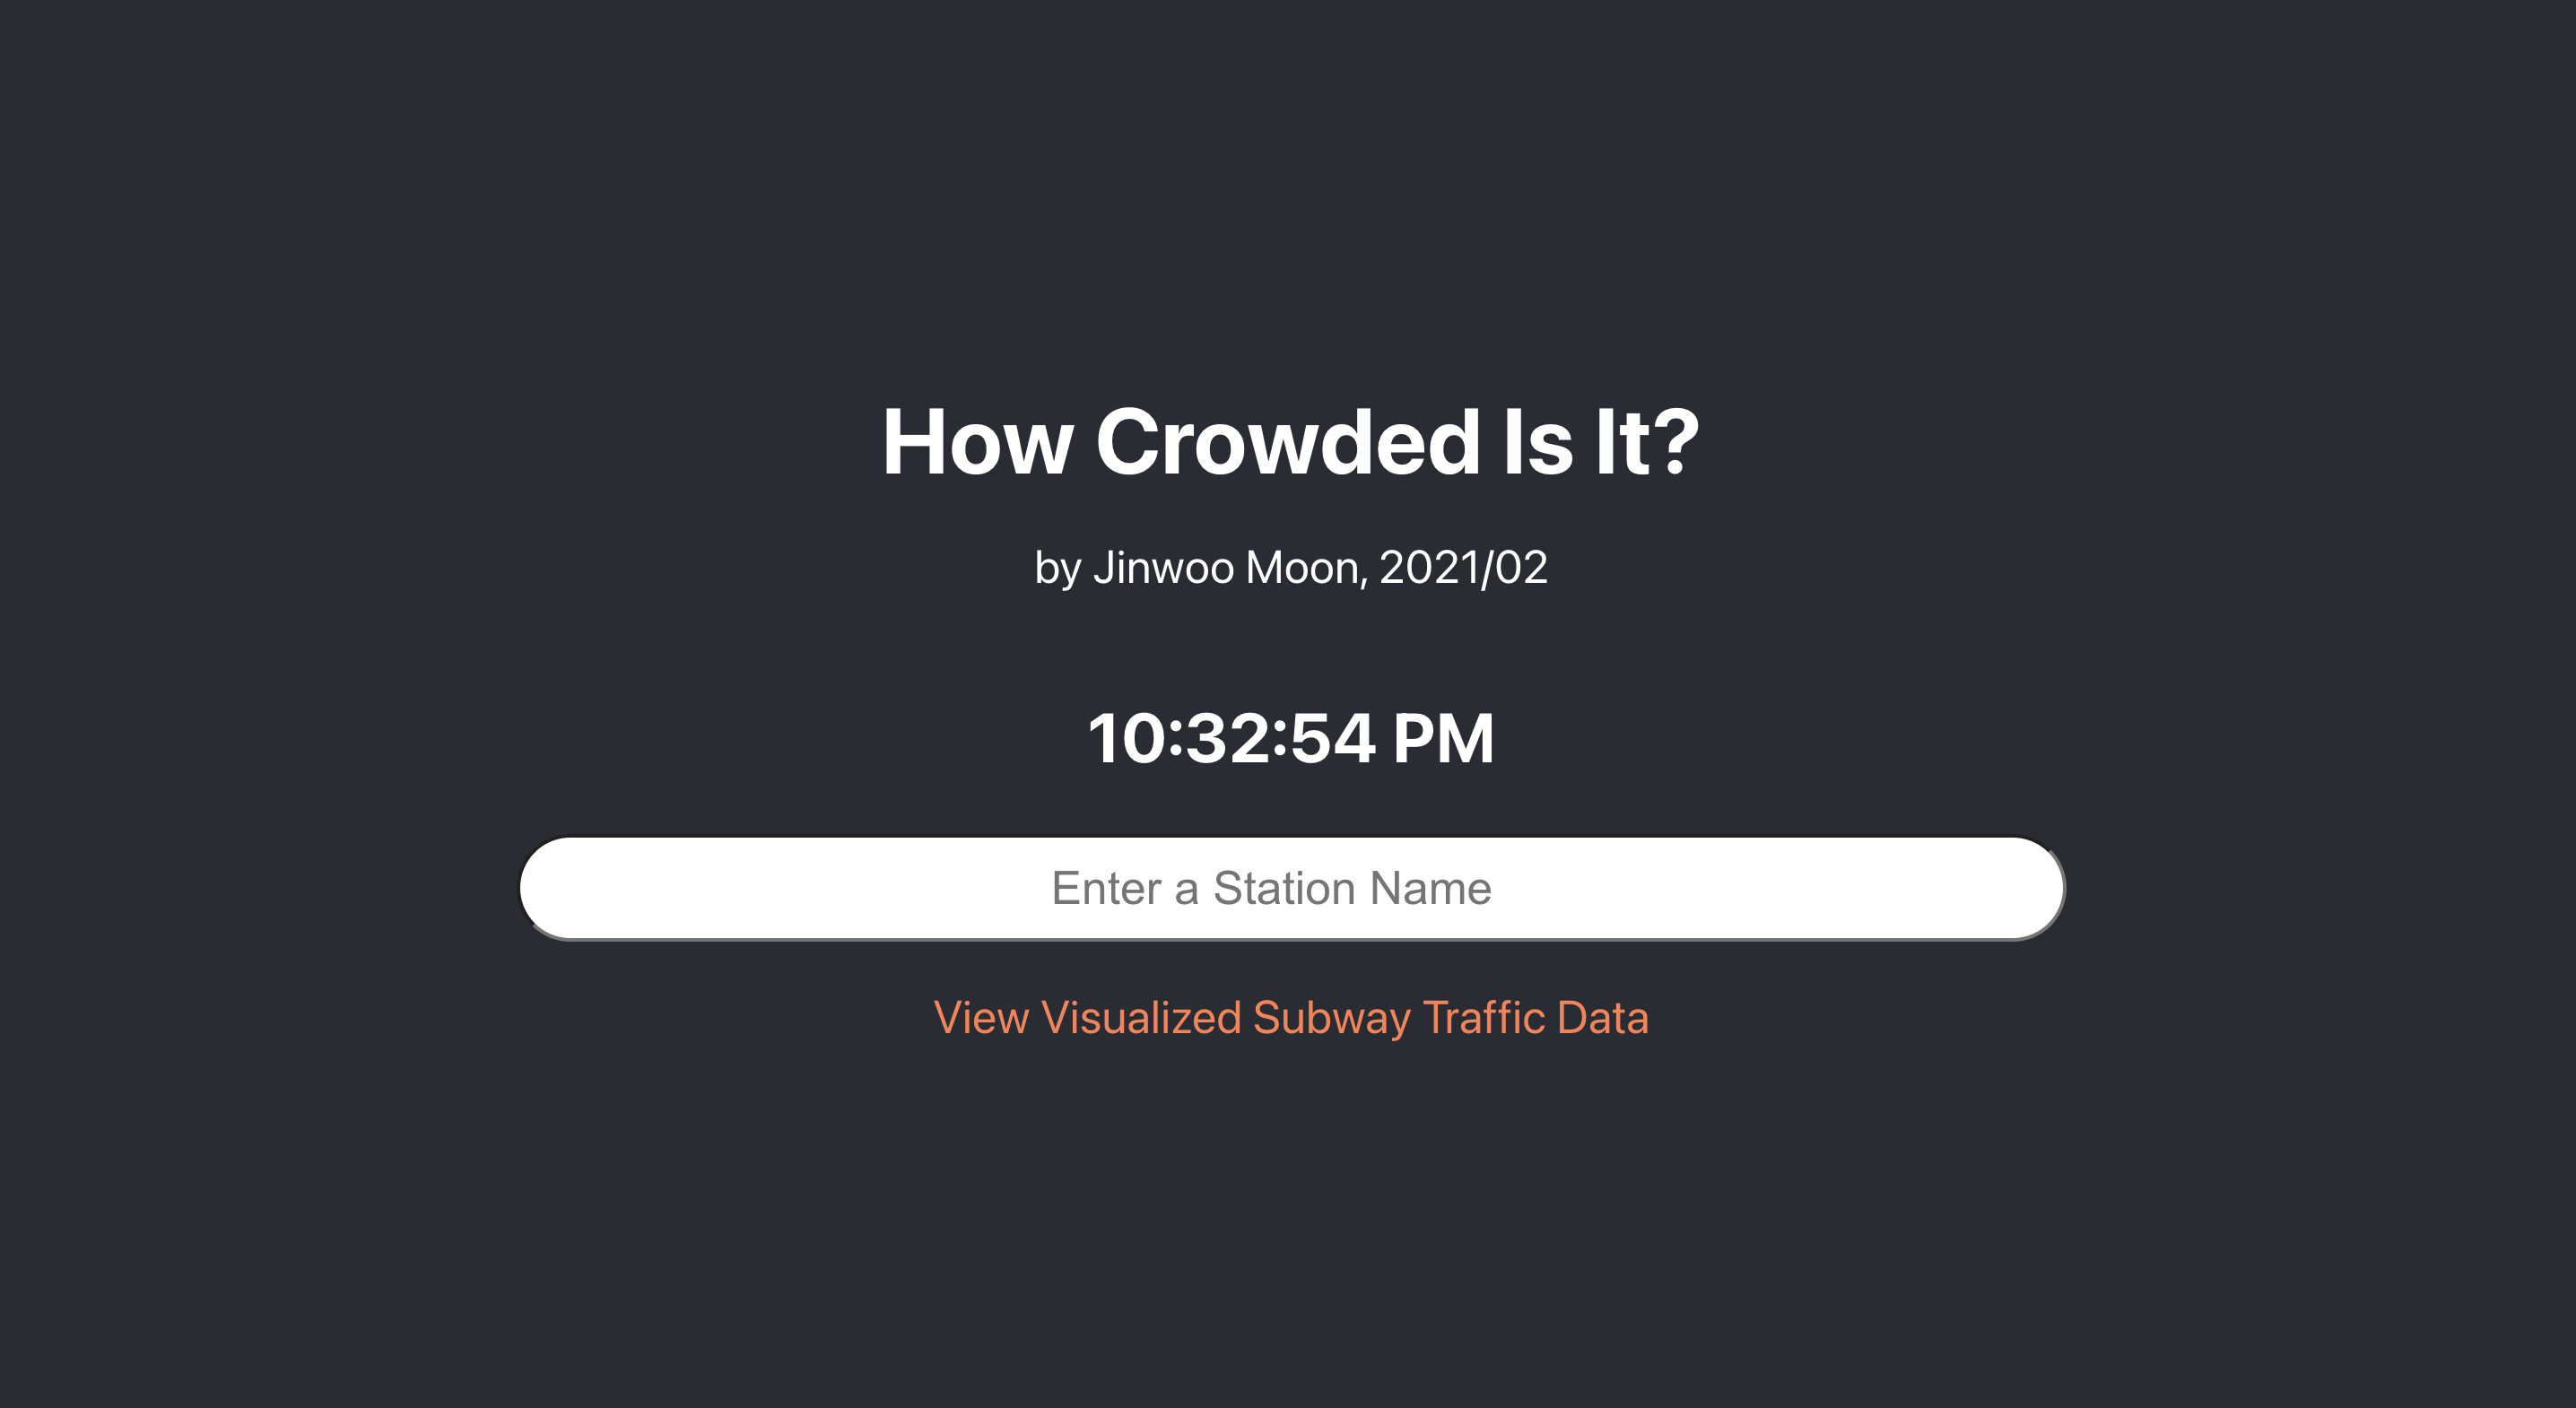 How Crowded Is It?
by Jinwoo Moon, 2021/02
10:32:54 PM
Enter a Station Name
View Visualized Subway Traffic Data